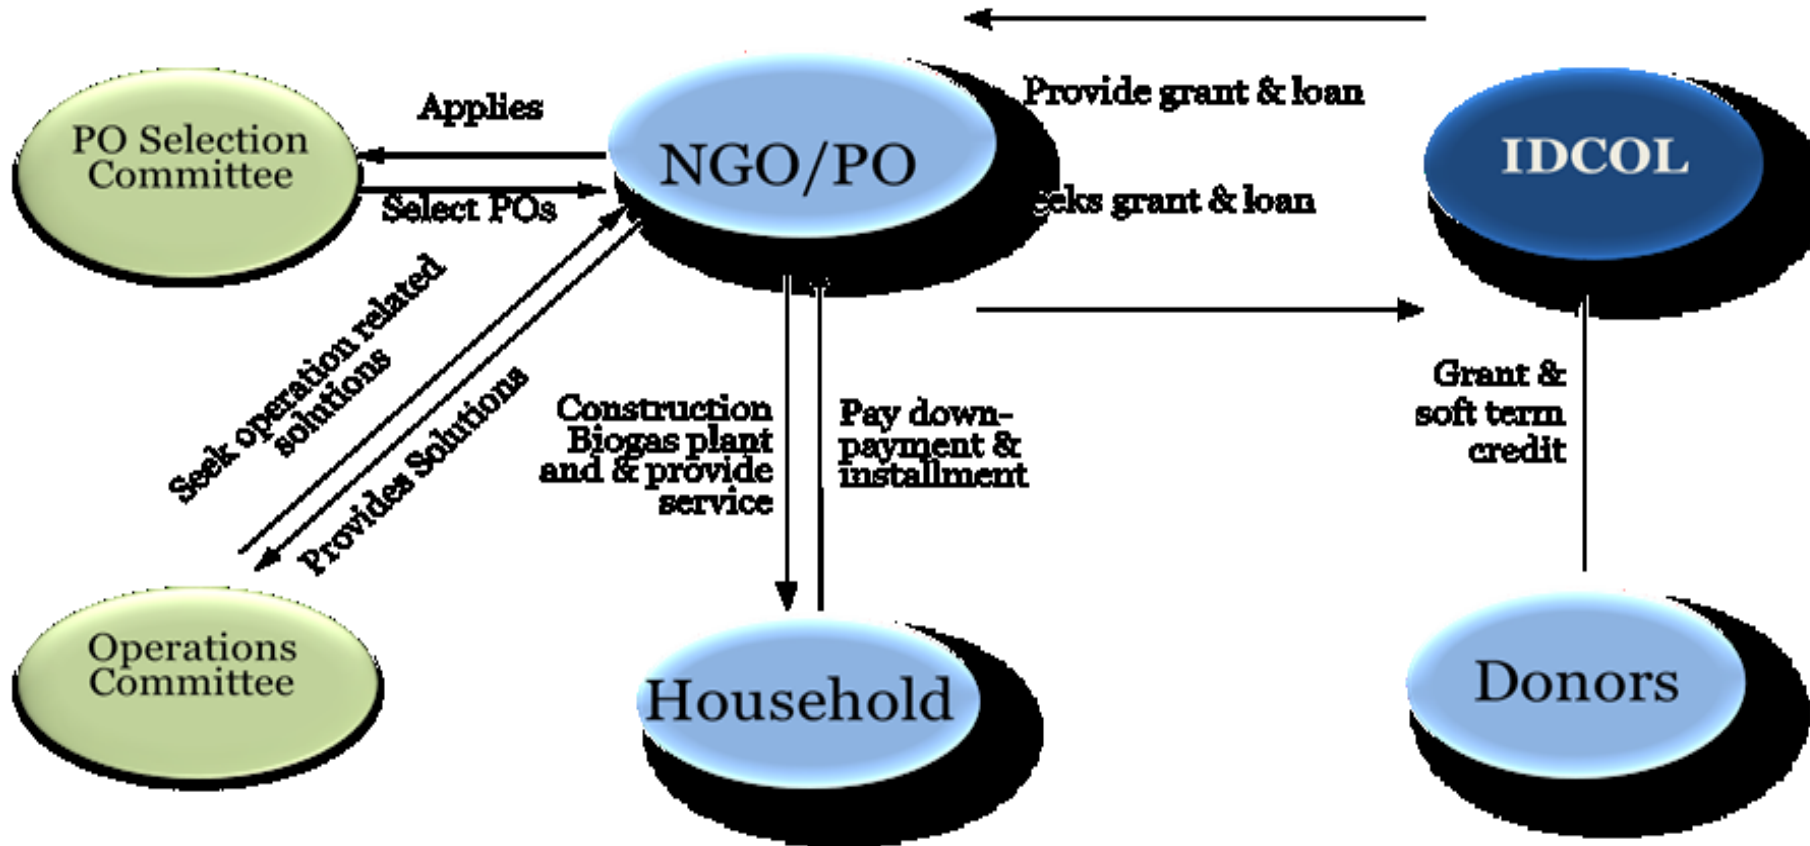 Applies
PO Selection
Committee
Select POs
NGO/PO
Provide grant & loan
eeks grant & loan
IDCOL
Seek operation related
solutions
Provides Solutions
Construction
Biogas plant
and & provide
service
Pay down-
payment &
installment
Grant &
soft term
credit
Operations
Committee
Household
Donors